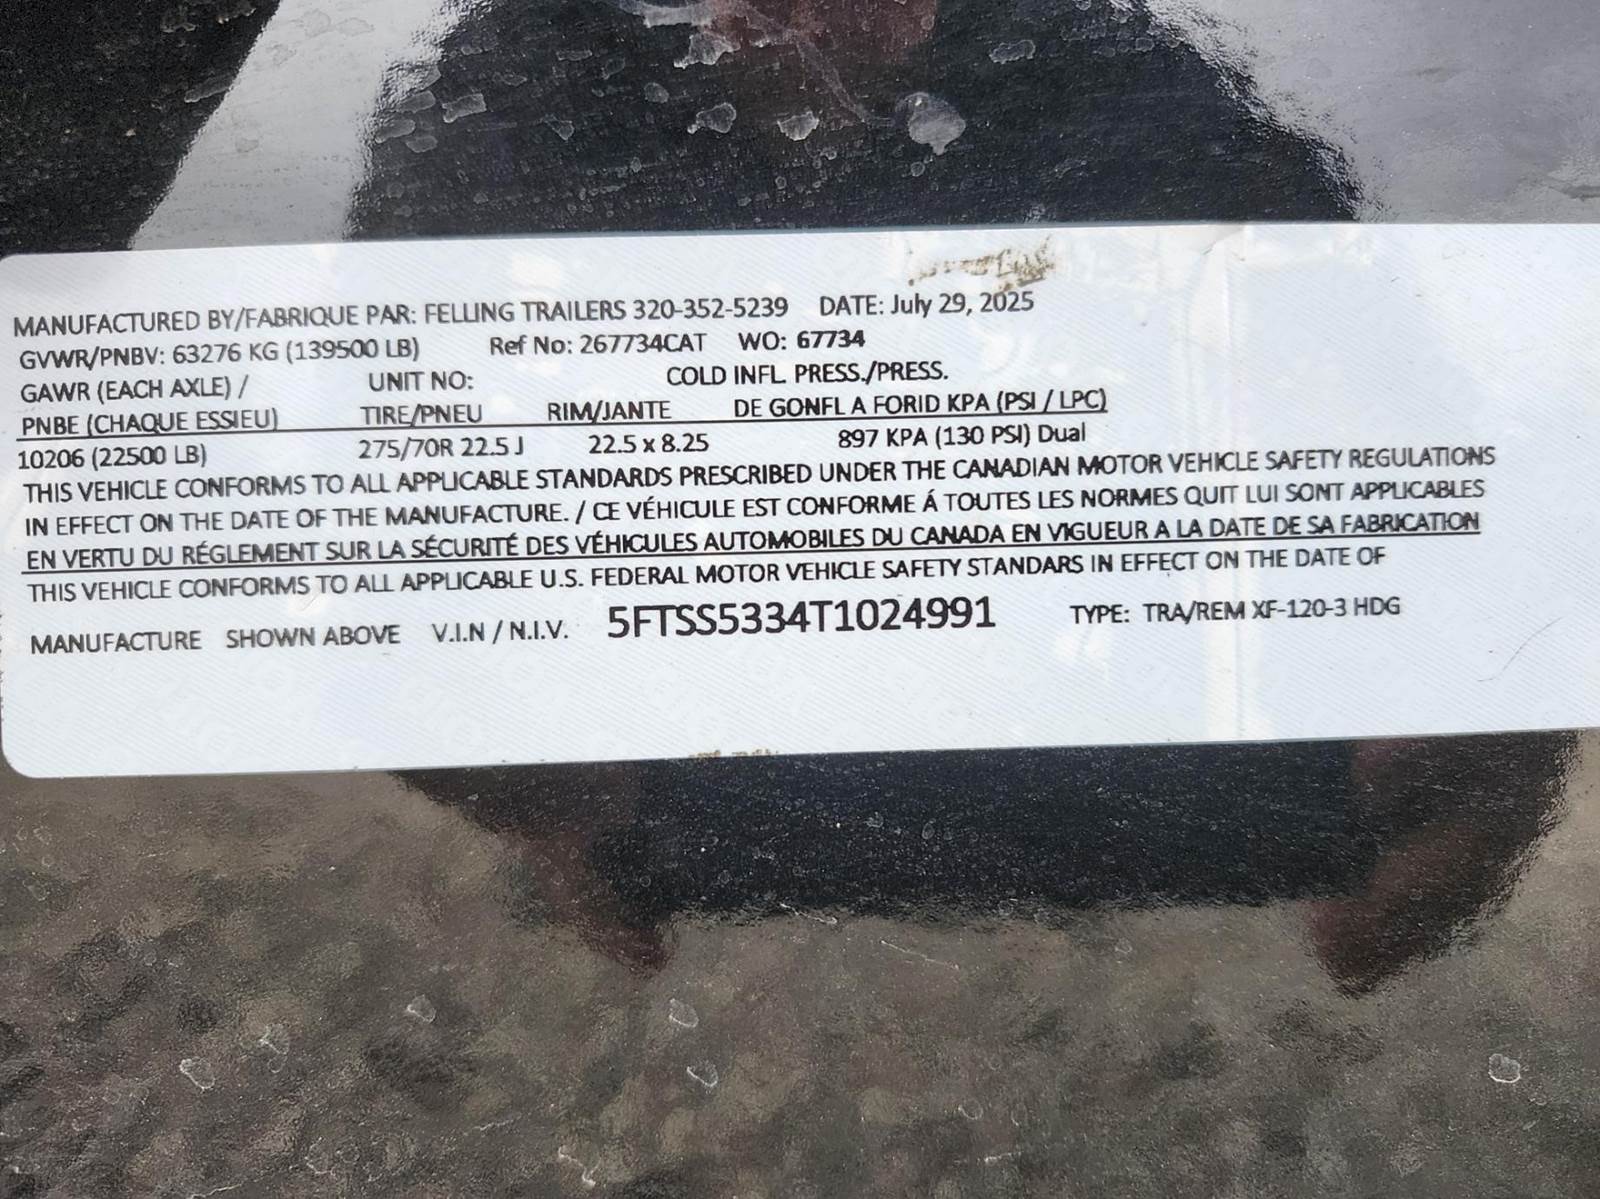 MANUFACTURED BY/FABRIQUE PAR: FELLING TRAILERS 320-352-5239 DATE: July 29, 2025
GVWR/PNBV: 63276 KG (139500 LB) Ref No: 267734CAT WO: 67734
GAWR (EACH AXLE) / UNIT NO: COLD INFL. PRESS./PRESS.
PNBE (CHAQUE ESSIEU) TIRE/PNEU RIM/JANTE DE GONFL A FORID KPA (PSI / LPC)
10206 (22500 LB) 275/70R 22.5 J 22.5 x 8.25 897 KPA (130 PSI) Dual
THIS VEHICLE CONFORMS TO ALL APPLICABLE STANDARDS PRESCRIBED UNDER THE CANADIAN MOTOR VEHICLE SAFETY REGULATIONS
IN EFFECT ON THE DATE OF THE MANUFACTURE. / CE VÉHICULE EST CONFORME Á TOUTES LES NORMES QUIT LUI SONT APPLICABLES
EN VERTU DU RÉGLEMENT SUR LA SÉCURITÉ DES VÉHICULES AUTOMOBILES DU CANADA EN VIGUEUR A LA DATE DE SA FABRICATION
THIS VEHICLE CONFORMS TO ALL APPLICABLE U.S. FEDERAL MOTOR VEHICLE SAFETY STANDARS IN EFFECT ON THE DATE OF
MANUFACTURE SHOWN ABOVE V.I.N / N.I.V. 5FTSS5334T1024991 TYPE: TRA/REM XF-120-3 HDG